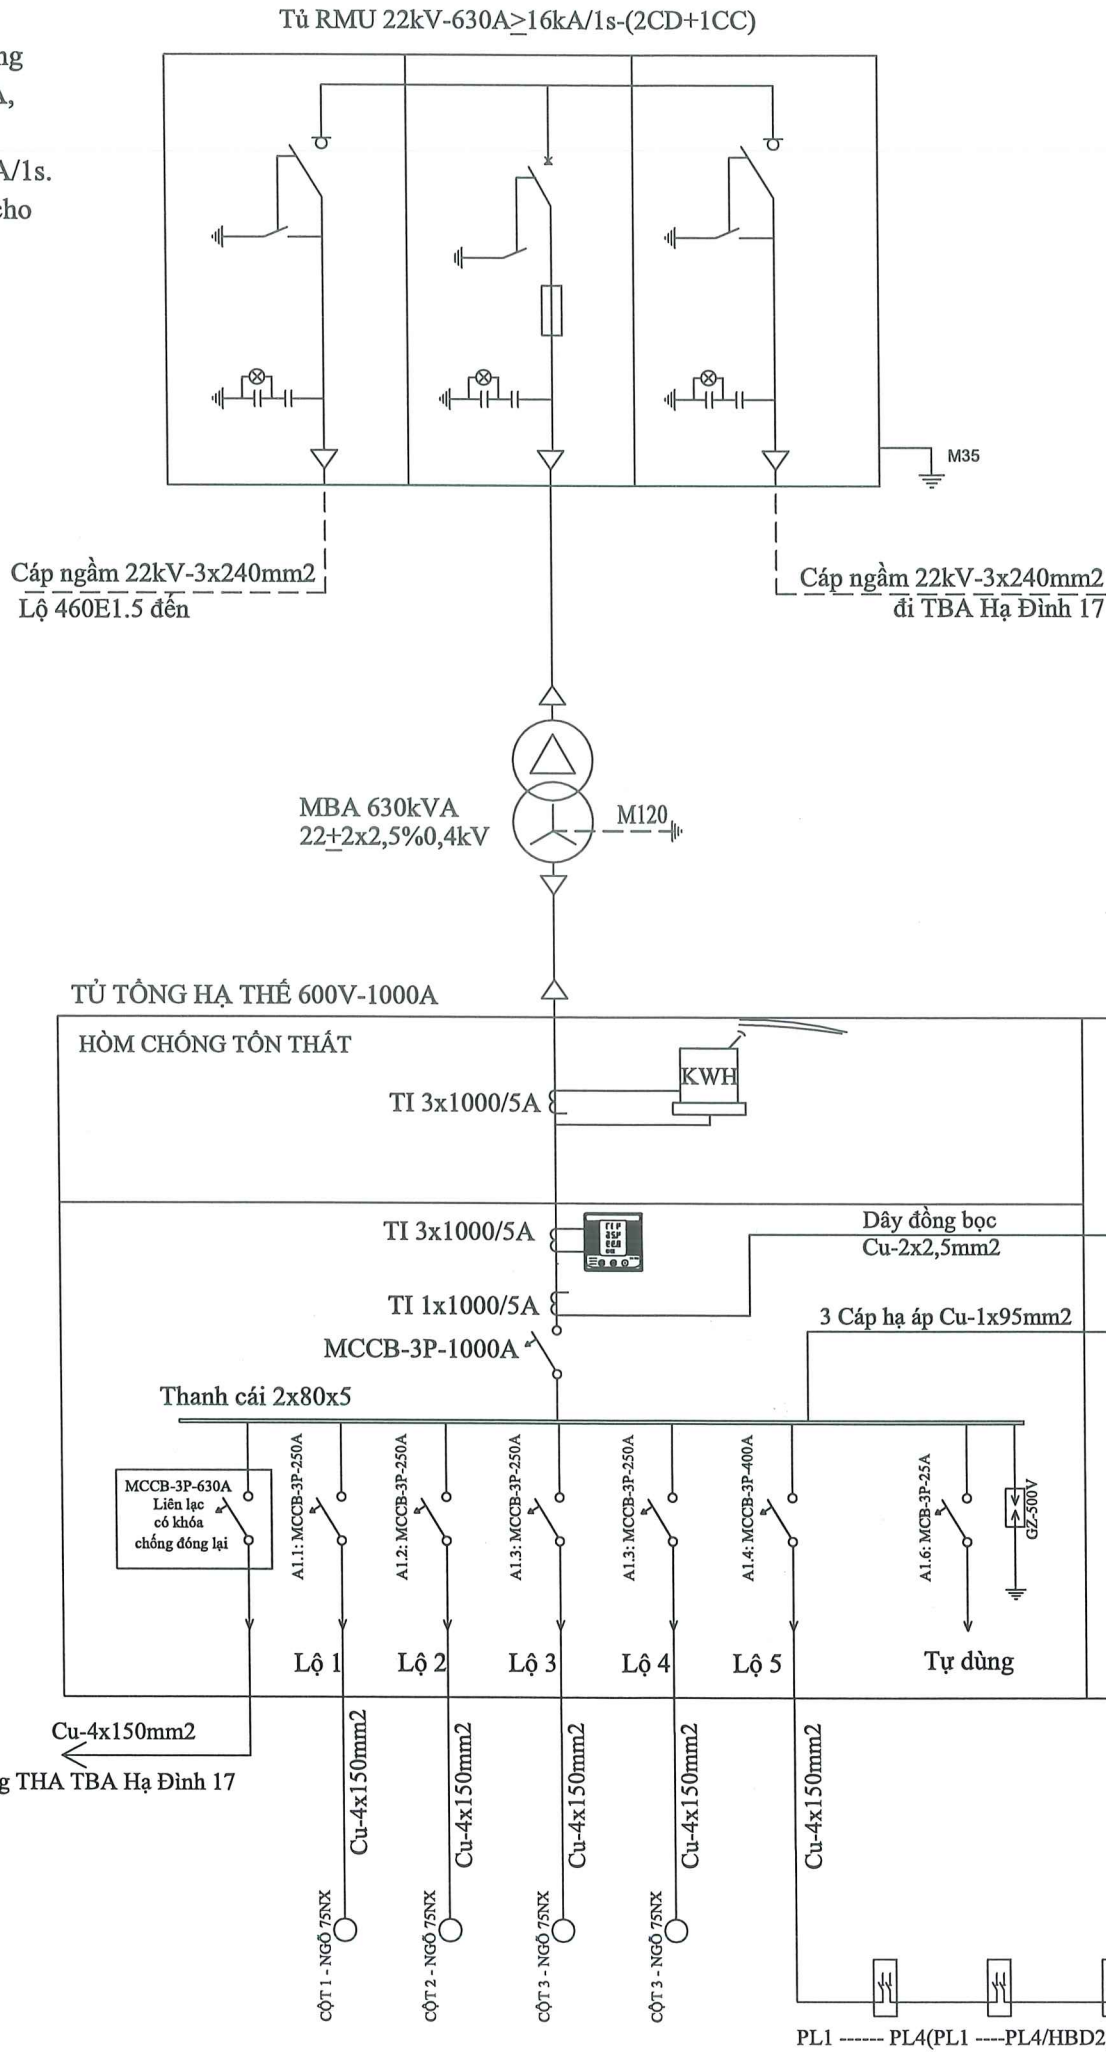 Tủ RMU 22kV-630A≥16kA/1s-(2CD+1CC)
ng
A,
A/1s.
cho
M35
Cáp ngầm 22kV-3x240mm2
Lộ 460E1.5 đến
Cáp ngầm 22kV-3x240mm2
đi TBA Hạ Đình 17
MBA 630kVA
22±2x2,5%0,4kV
M120
TỦ TỔNG HẠ THẾ 600V-1000A
HÒM CHỐNG TỔN THẤT
KWH
TI 3x1000/5A
TI 3x1000/5A
Dây đồng bọc
Cu-2x2,5mm2
TI 1x1000/5A
3 Cáp hạ áp Cu-1x95mm2
MCCB-3P-1000A
Thanh cái 2x80x5
MCCB-3P-630A
Liên lạc
có khóa
chống đóng lại
A1.1: MCCB-3P-250A
A1.2: MCCB-3P-250A
A1.3: MCCB-3P-250A
A1.3: MCCB-3P-250A
A1.4: MCCB-3P-400A
A1.6: MCB-3P-25A
GZ-500V
Lộ 1
Lộ 2
Lộ 3
Lộ 4
Lộ 5
Tự dùng
Cu-4x150mm2
g THA TBA Hạ Đình 17
Cu-4x150mm2
Cu-4x150mm2
Cu-4x150mm2
Cu-4x150mm2
Cu-4x150mm2
CỘT 1 - NGÕ 75NX
CỘT 2 - NGÕ 75NX
CỘT 3 - NGÕ 75NX
CỘT 3 - NGÕ 75NX
PL1 ------ PL4(PL1 ----PL4/HBD2